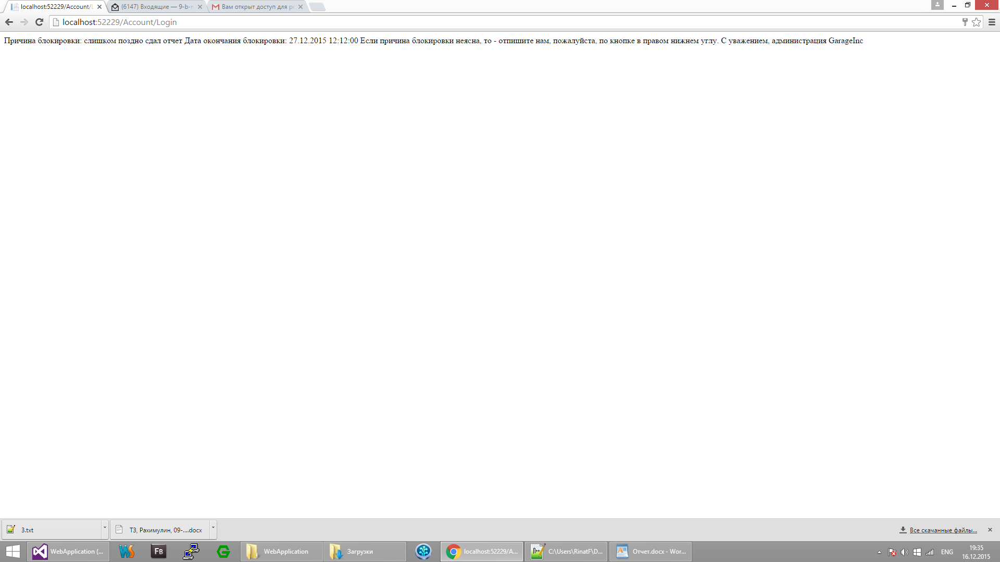 localhost:52229/Account/L
(6147) Входящие — 9-b-r
Вам открыт доступ для ре
localhost:52229/Account/Login
Причина блокировки: слишком поздно сдал отчет Дата окончания блокировки: 27.12.2015 12:12:00 Если причина блокировки неясна, то - отпишите нам, пожалуйста, по кнопке в правом нижнем углу. С уважением, администрация GarageInc
3.txt
ТЗ, Рахимулин, 09-....docx
Все скачанные файлы...
WebApplication (...
WS
FB
WebApplication
Загрузки
localhost:52229/A...
C:\Users\RinatF\D...
Отчет.docx - Wor...
ENG
19:35
16.12.2015